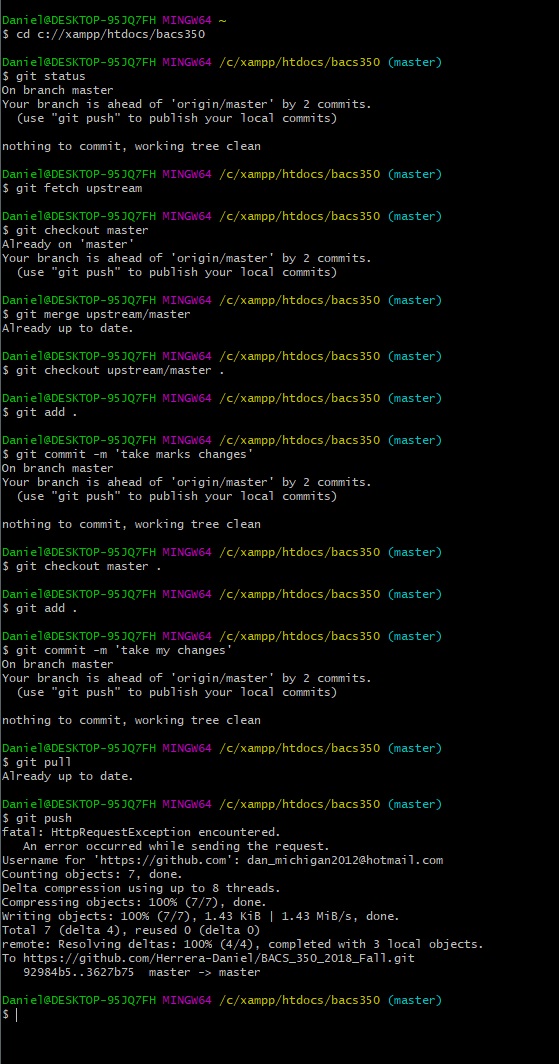 Daniel@DESKTOP-95JQ7FH MINGW64 ~
$ cd c://xampp/htdocs/bacs350
Daniel@DESKTOP-95JQ7FH MINGW64 /c/xampp/htdocs/bacs350 (master)
$ git status
On branch master
Your branch is ahead of 'origin/master' by 2 commits.
  (use "git push" to publish your local commits)
nothing to commit, working tree clean
Daniel@DESKTOP-95JQ7FH MINGW64 /c/xampp/htdocs/bacs350 (master)
$ git fetch upstream
Daniel@DESKTOP-95JQ7FH MINGW64 /c/xampp/htdocs/bacs350 (master)
$ git checkout master
Already on 'master'
Your branch is ahead of 'origin/master' by 2 commits.
  (use "git push" to publish your local commits)
Daniel@DESKTOP-95JQ7FH MINGW64 /c/xampp/htdocs/bacs350 (master)
$ git merge upstream/master
Already up to date.
Daniel@DESKTOP-95JQ7FH MINGW64 /c/xampp/htdocs/bacs350 (master)
$ git checkout upstream/master .
Daniel@DESKTOP-95JQ7FH MINGW64 /c/xampp/htdocs/bacs350 (master)
$ git add .
Daniel@DESKTOP-95JQ7FH MINGW64 /c/xampp/htdocs/bacs350 (master)
$ git commit -m 'take marks changes'
On branch master
Your branch is ahead of 'origin/master' by 2 commits.
  (use "git push" to publish your local commits)
nothing to commit, working tree clean
Daniel@DESKTOP-95JQ7FH MINGW64 /c/xampp/htdocs/bacs350 (master)
$ git checkout master .
Daniel@DESKTOP-95JQ7FH MINGW64 /c/xampp/htdocs/bacs350 (master)
$ git add .
Daniel@DESKTOP-95JQ7FH MINGW64 /c/xampp/htdocs/bacs350 (master)
$ git commit -m 'take my changes'
On branch master
Your branch is ahead of 'origin/master' by 2 commits.
  (use "git push" to publish your local commits)
nothing to commit, working tree clean
Daniel@DESKTOP-95JQ7FH MINGW64 /c/xampp/htdocs/bacs350 (master)
$ git pull
Already up to date.
Daniel@DESKTOP-95JQ7FH MINGW64 /c/xampp/htdocs/bacs350 (master)
$ git push
fatal: HttpRequestException encountered.
   An error occurred while sending the request.
Username for 'https://github.com': dan_michigan2012@hotmail.com
Counting objects: 7, done.
Delta compression using up to 8 threads.
Compressing objects: 100% (7/7), done.
Writing objects: 100% (7/7), 1.43 KiB | 1.43 MiB/s, done.
Total 7 (delta 4), reused 0 (delta 0)
remote: Resolving deltas: 100% (4/4), completed with 3 local objects.
To https://github.com/Herrera-Daniel/BACS_350_2018_Fall.git
   92984b5..3627b75  master -> master
Daniel@DESKTOP-95JQ7FH MINGW64 /c/xampp/htdocs/bacs350 (master)
$